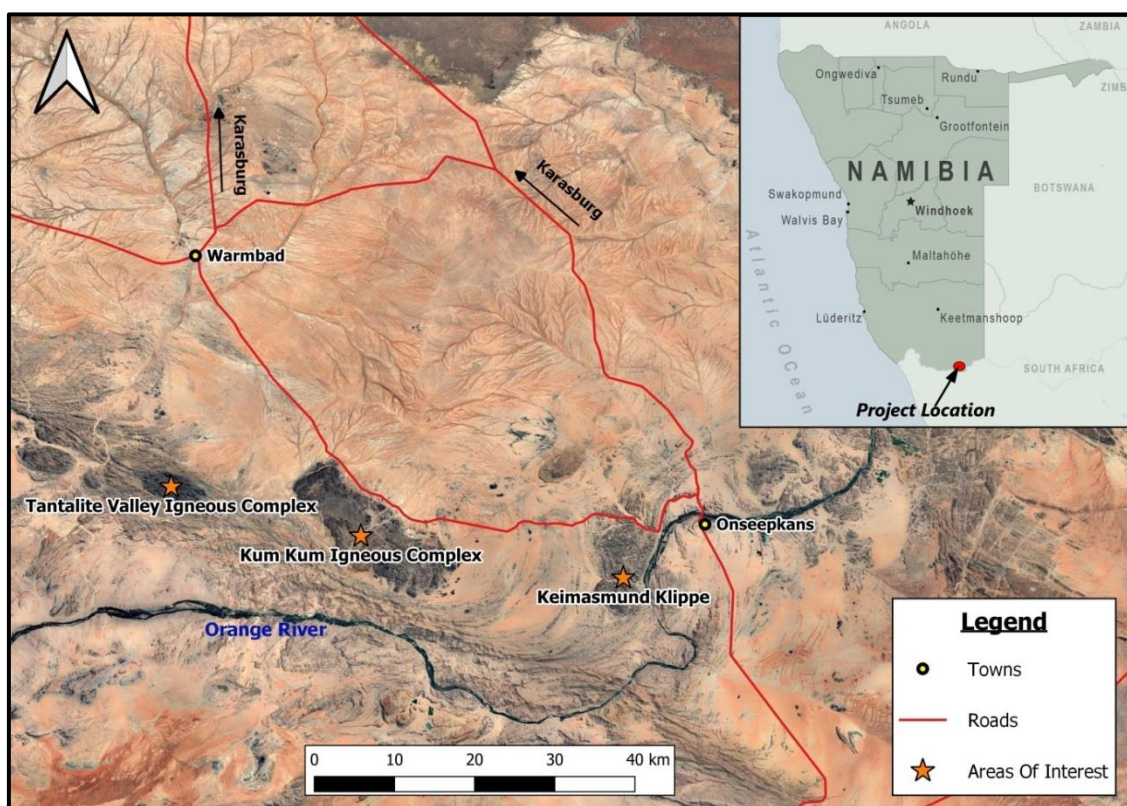 Karasburg
Karasburg
Warmbad
Tantalite Valley Igneous Complex
Kum Kum Igneous Complex
Onseepkans
Keimasmund Klippe
Orange River
0 10 20 30 40 km
ANGOLA
ZAMBIA
Ongwediva
Rundu
ZIMB
Tsumeb
Grootfontein
NAMIBIA
BOTSWANA
Swakopmund
Windhoek
Walvis Bay
Atlantic OCean
Maltahöhe
Lüderitz
Keetmanshoop
SOUTH AFRICA
Project Location
Legend
Towns
Roads
Areas Of Interest